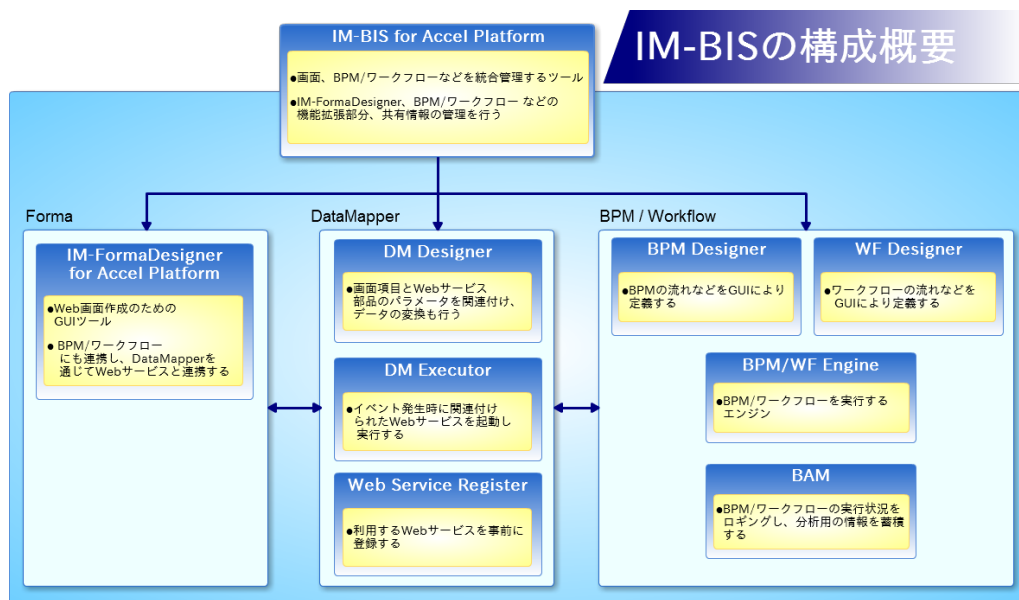 IM-BISの構成概要
IM-BIS for Accel Platform
●画面、BPM/ワークフローなどを統合管理するツール
●IM-FormaDesigner、BPM/ワークフロー などの
機能拡張部分、共有情報の管理を行う
Forma
IM-FormaDesigner
for Accel Platform
●Web画面作成のための
GUIツール
● BPM/ワークフロー
にも連携し、DataMapperを
通じてWebサービスと連携する
DataMapper
DM Designer
●画面項目とWebサービス
部品のパラメータを関連付け、
データの変換も行う
DM Executor
●イベント発生時に関連付け
られたWebサービスを起動し
実行する
Web Service Register
●利用するWebサービスを事前に
登録する
BPM / Workflow
BPM Designer
●BPMの流れなどをGUIにより
定義する
WF Designer
●ワークフローの流れなどを
GUIにより定義する
BPM/WF Engine
●BPM/ワークフローを実行する
エンジン
BAM
●BPM/ワークフローの実行状況を
ロギングし、分析用の情報を蓄積
する